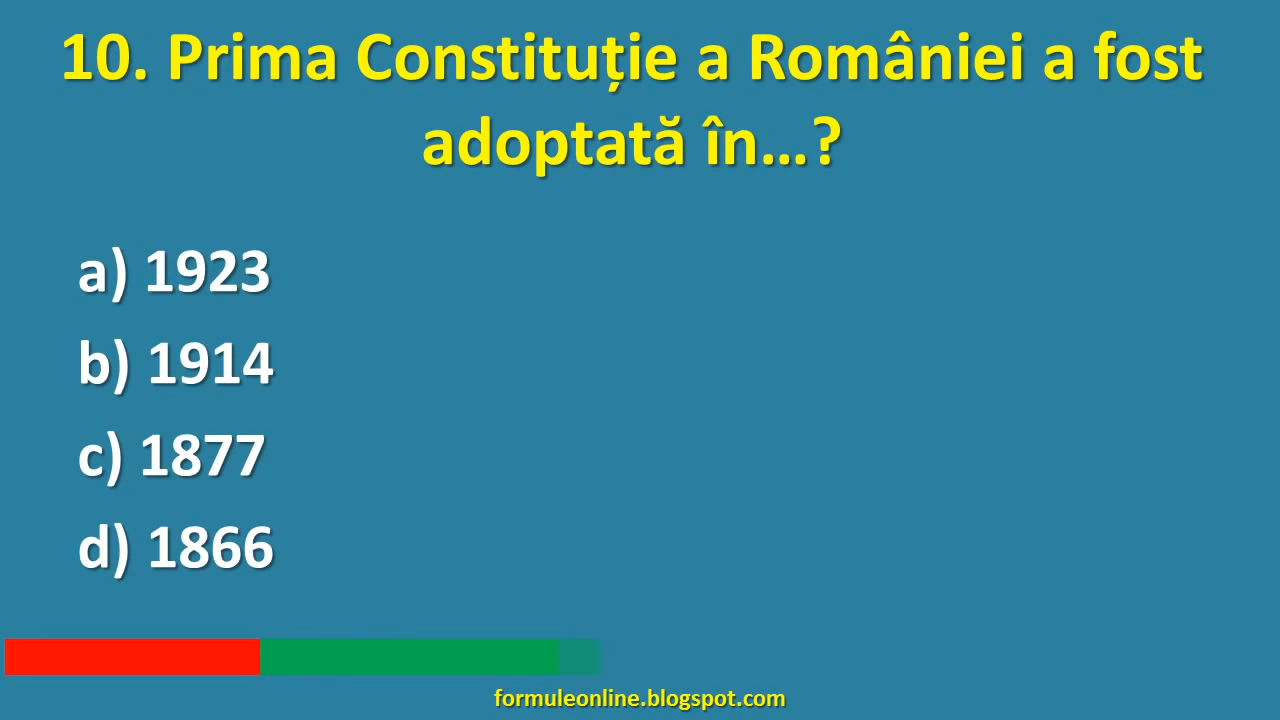 10. Prima Constituție a României a fost
adoptată în...?
a) 1923
b) 1914
c) 1877
d) 1866
formuleonline.blogspot.com